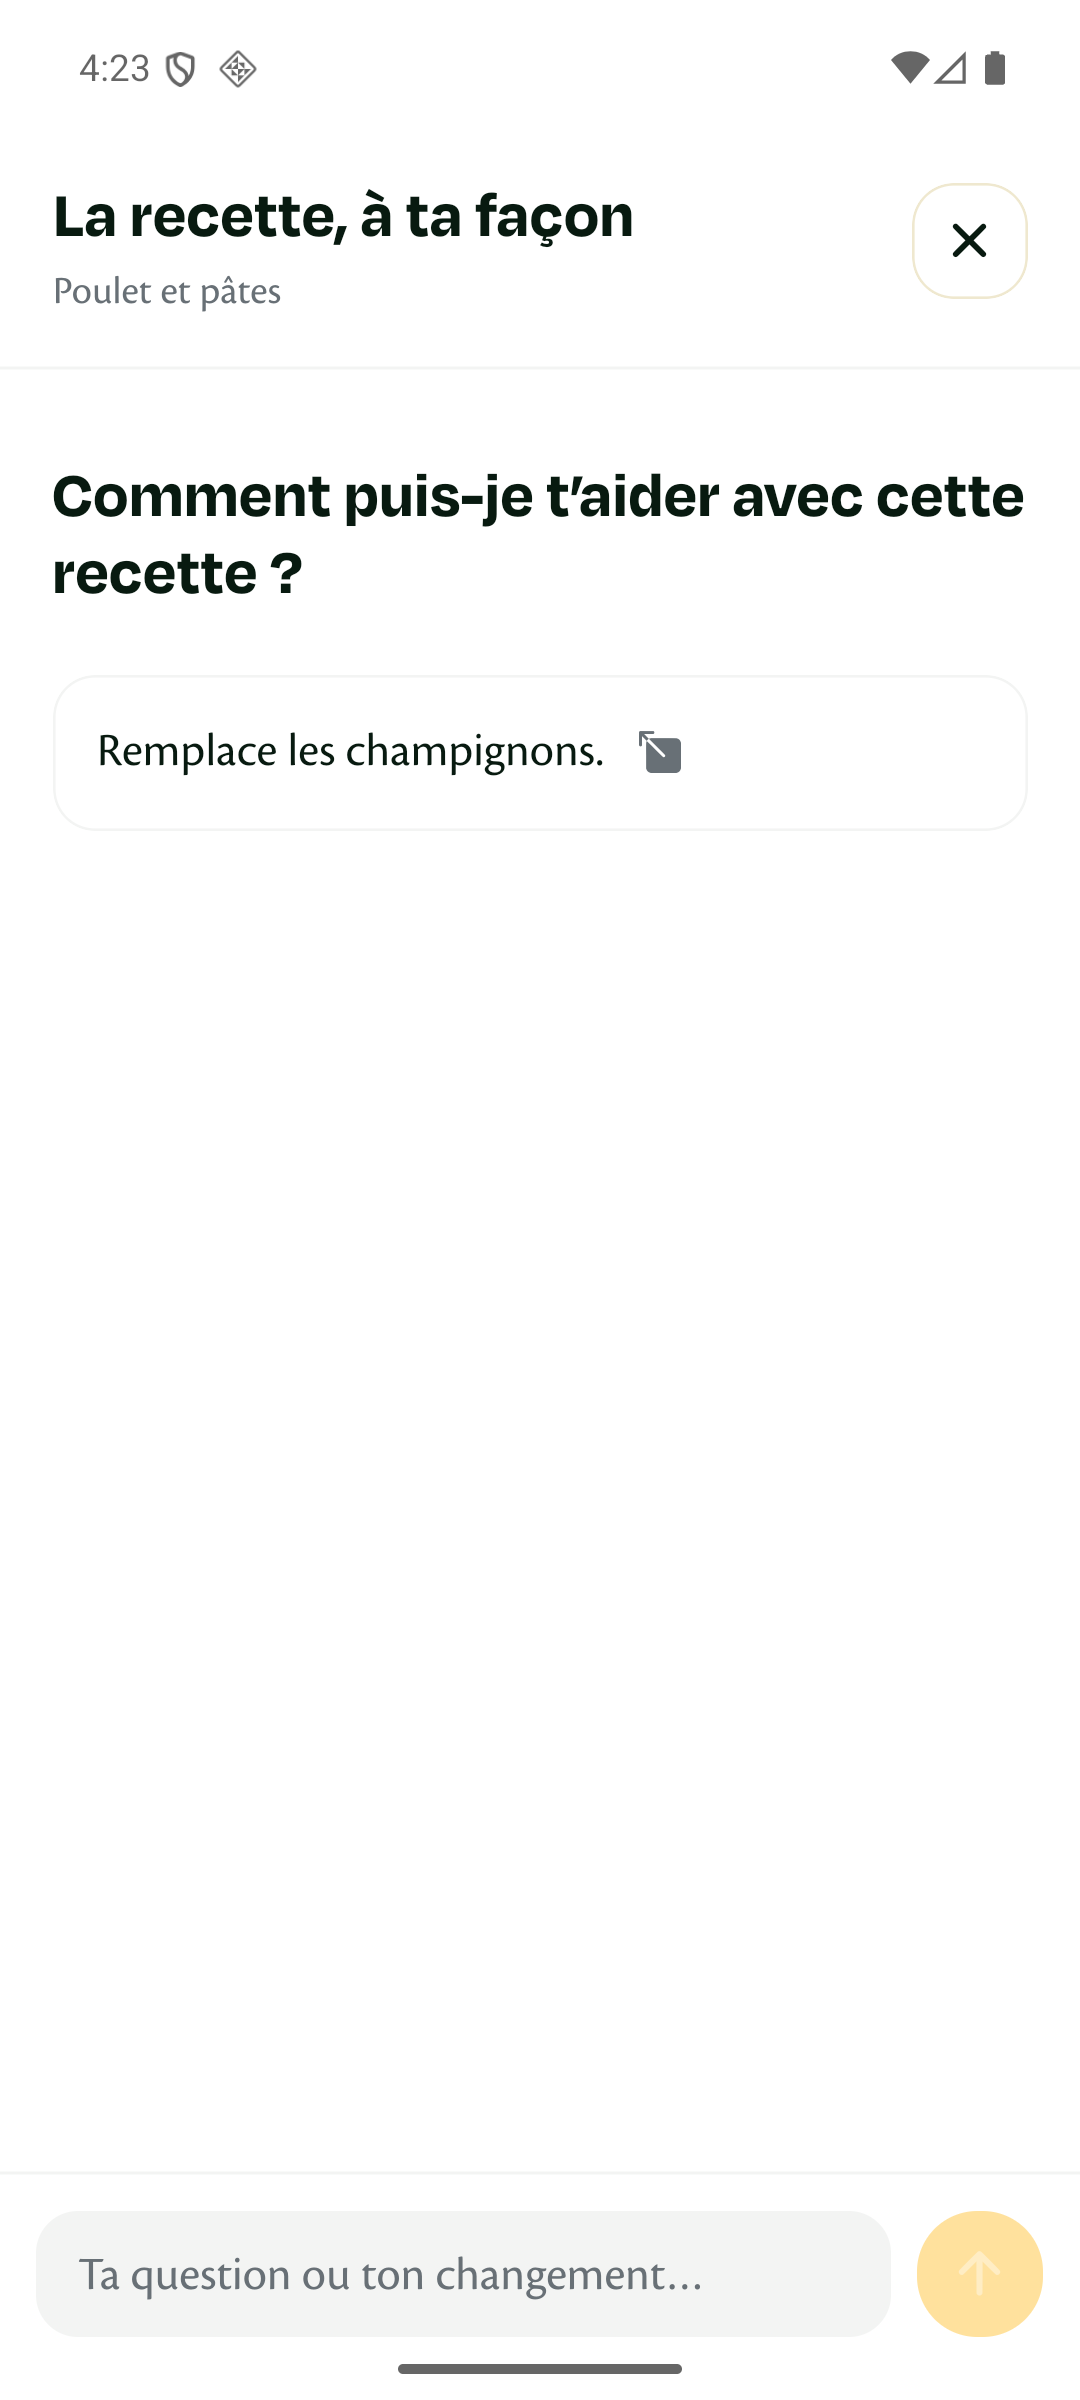 4:23
La recette, à ta façon
Poulet et pâtes
Comment puis-je t’aider avec cette
recette ?
Remplace les champignons.
Ta question ou ton changement...